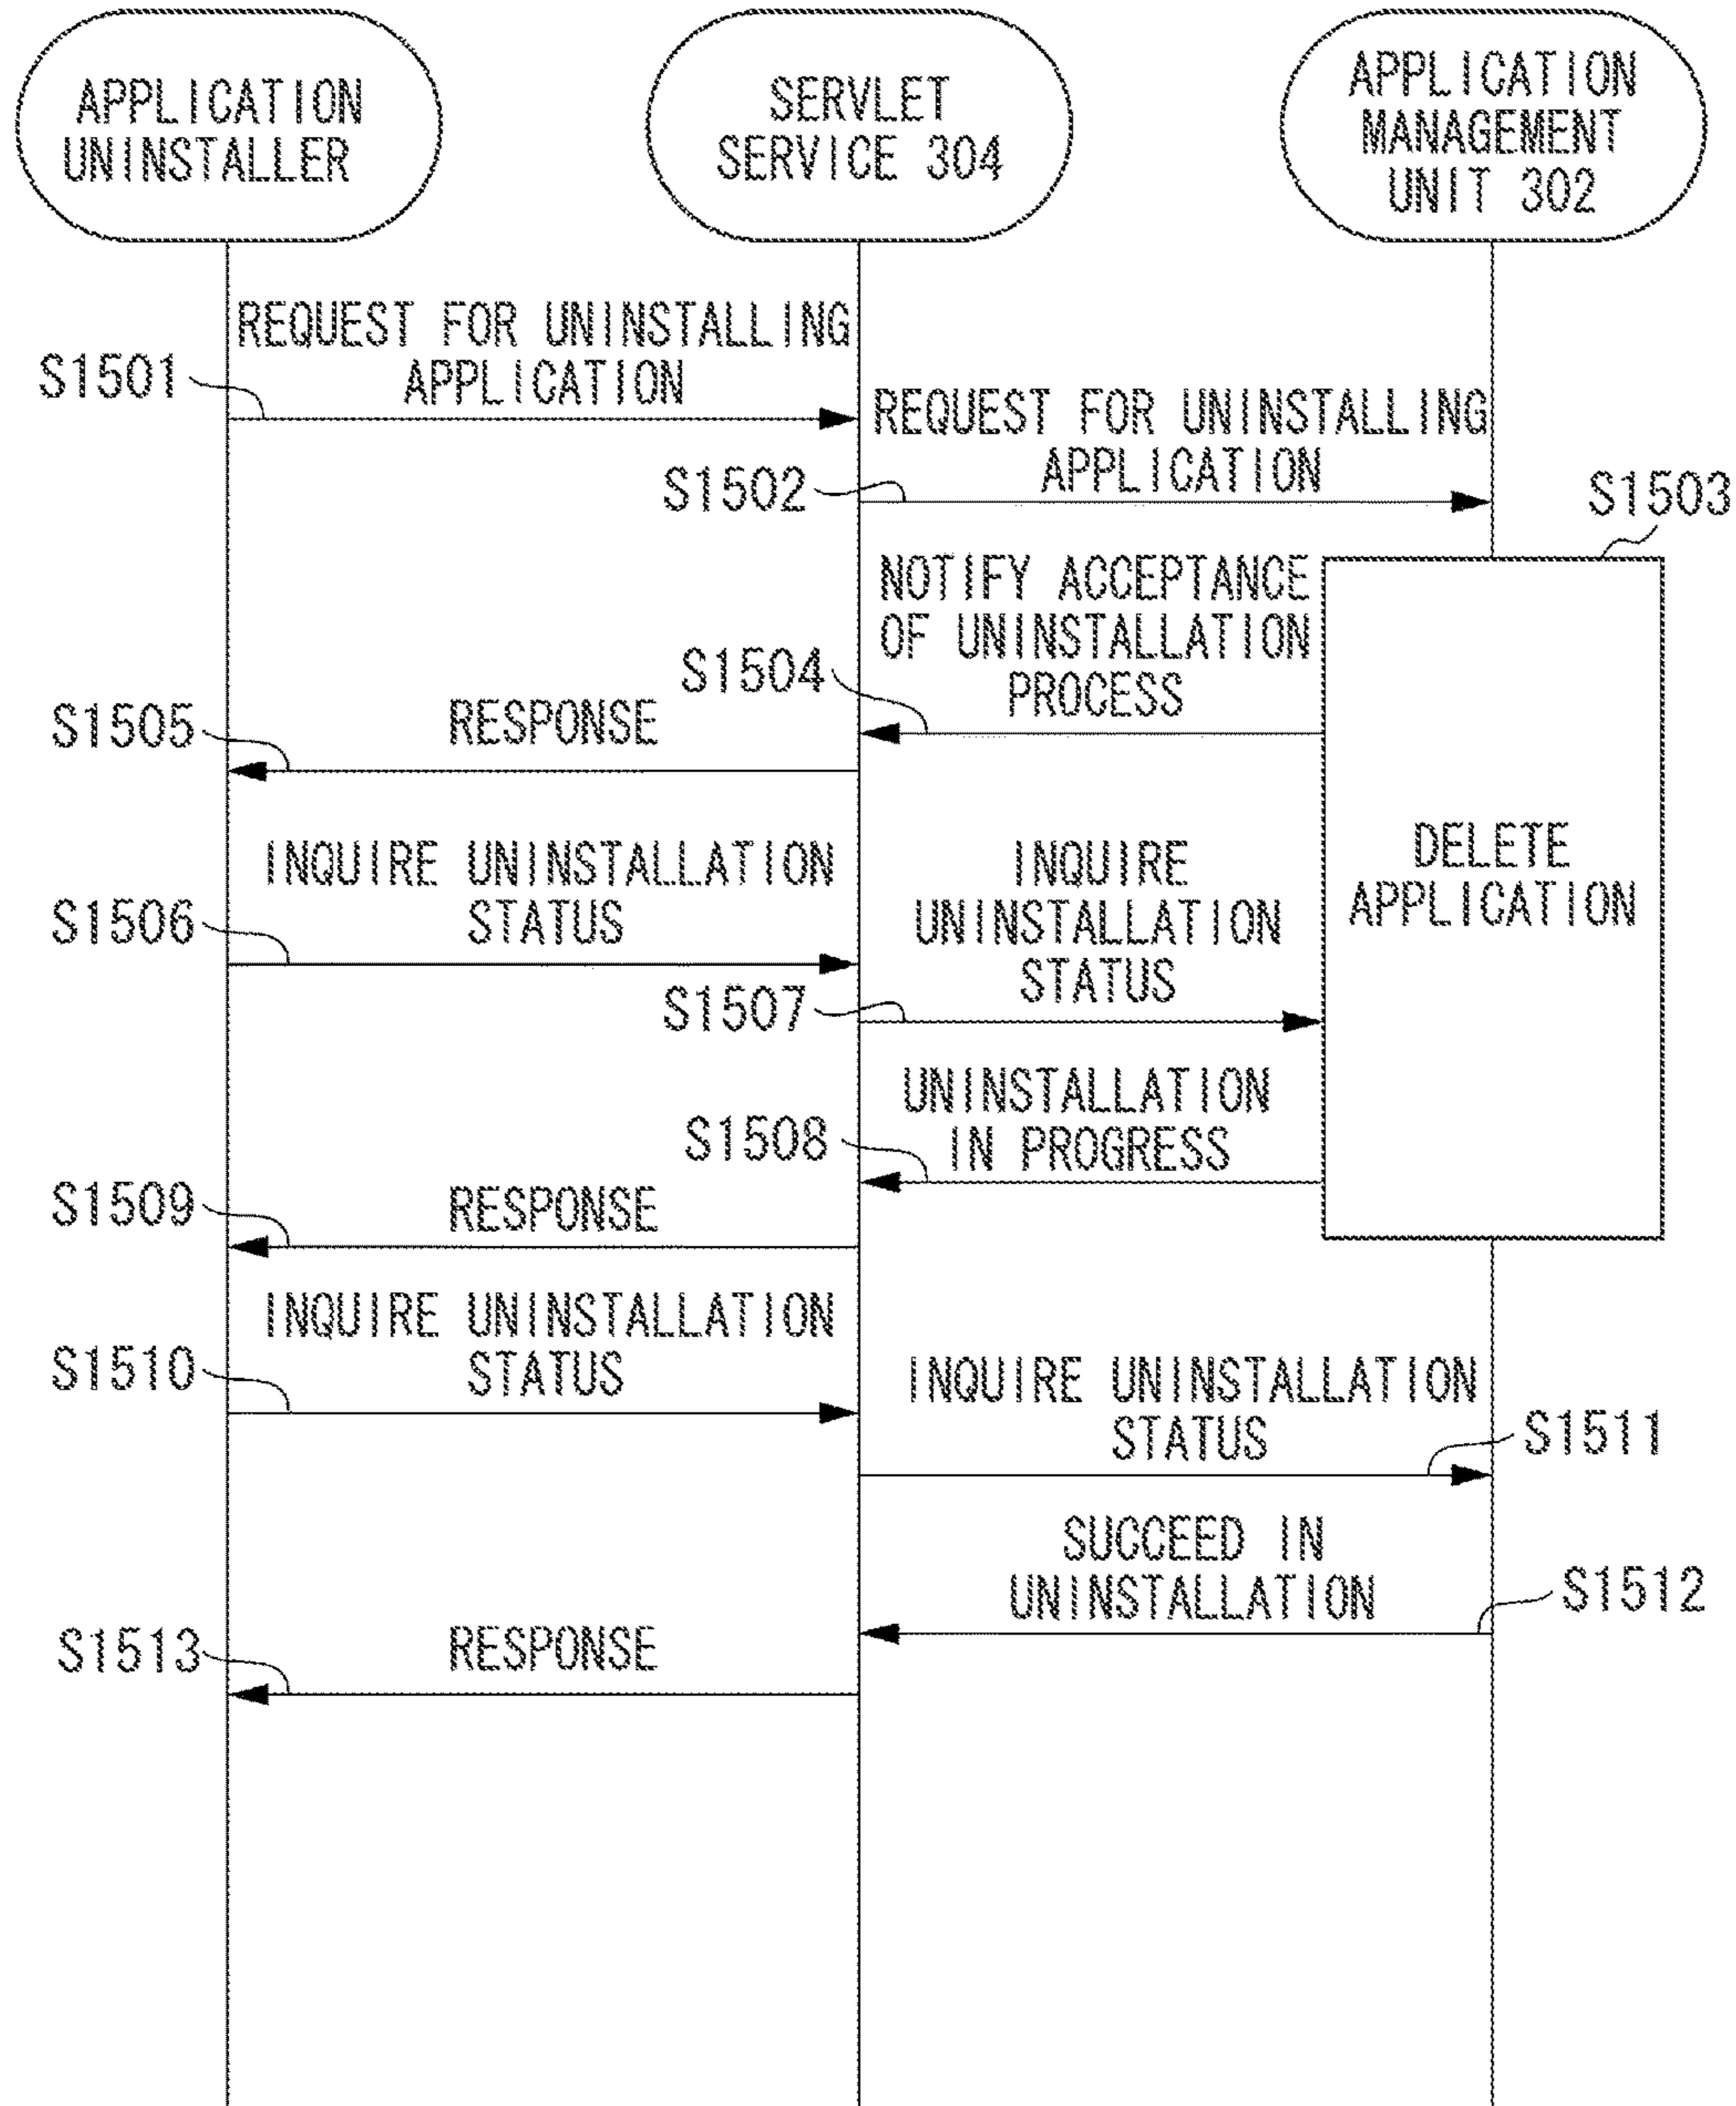 APPLICATION
UNINSTALLER
SERVLET
SERVICE 304
APPLICATION
MANAGEMENT
UNIT 302
REQUEST FOR UNINSTALLING
APPLICATION
S1501
REQUEST FOR UNINSTALLING
APPLICATION
S1502
S1503
NOTIFY ACCEPTANCE
OF UNINSTALLATION
PROCESS
S1504
RESPONSE
S1505
DELETE
APPLICATION
INQUIRE UNINSTALLATION
STATUS
S1506
INQUIRE
UNINSTALLATION
STATUS
S1507
UNINSTALLATION
IN PROGRESS
S1508
RESPONSE
S1509
INQUIRE UNINSTALLATION
STATUS
S1510
INQUIRE UNINSTALLATION
STATUS
S1511
SUCCEED IN
UNINSTALLATION
S1512
RESPONSE
S1513